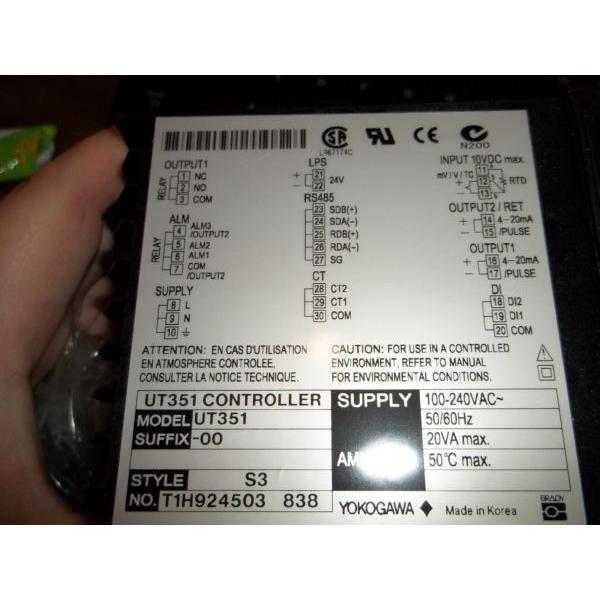 LR67174C
N200
OUTPUT1
RELAY
1 NC
2 NO
3 COM
ALM
RELAY
4 ALM3
/OUTPUT2
5 ALM2
6 ALM1
7 COM
/OUTPUT2
SUPPLY
8 L
9 N
10
LPS
+ 21
- 22
24V
RS485
23 SDB(+)
24 SDA(-)
25 RDB(+)
26 RDA(-)
27 SG
CT
28 CT2
29 CT1
30 COM
INPUT 10VDC max.
mV/V/TC
11
12
13
RTD
OUTPUT2/RET
+ 14 4~20mA
- 15 /PULSE
OUTPUT1
+ 16 4~20mA
- 17 /PULSE
DI
18 DI2
19 DI1
20 COM
ATTENTION: EN CAS D'UTILISATION
EN ATMOSPHERE CONTROLEE,
CONSULTER LA NOTICE TECHNIQUE.
CAUTION: FOR USE IN A CONTROLLED
ENVIRONMENT, REFER TO MANUAL
FOR ENVIRONMENTAL CONDITIONS.
UT351 CONTROLLER
MODEL UT351
SUFFIX -00
STYLE S3
NO. T1H924503 838
SUPPLY 100-240VAC~
50/60Hz
20VA max.
50°C max.
YOKOGAWA
Made in Korea
BRADY